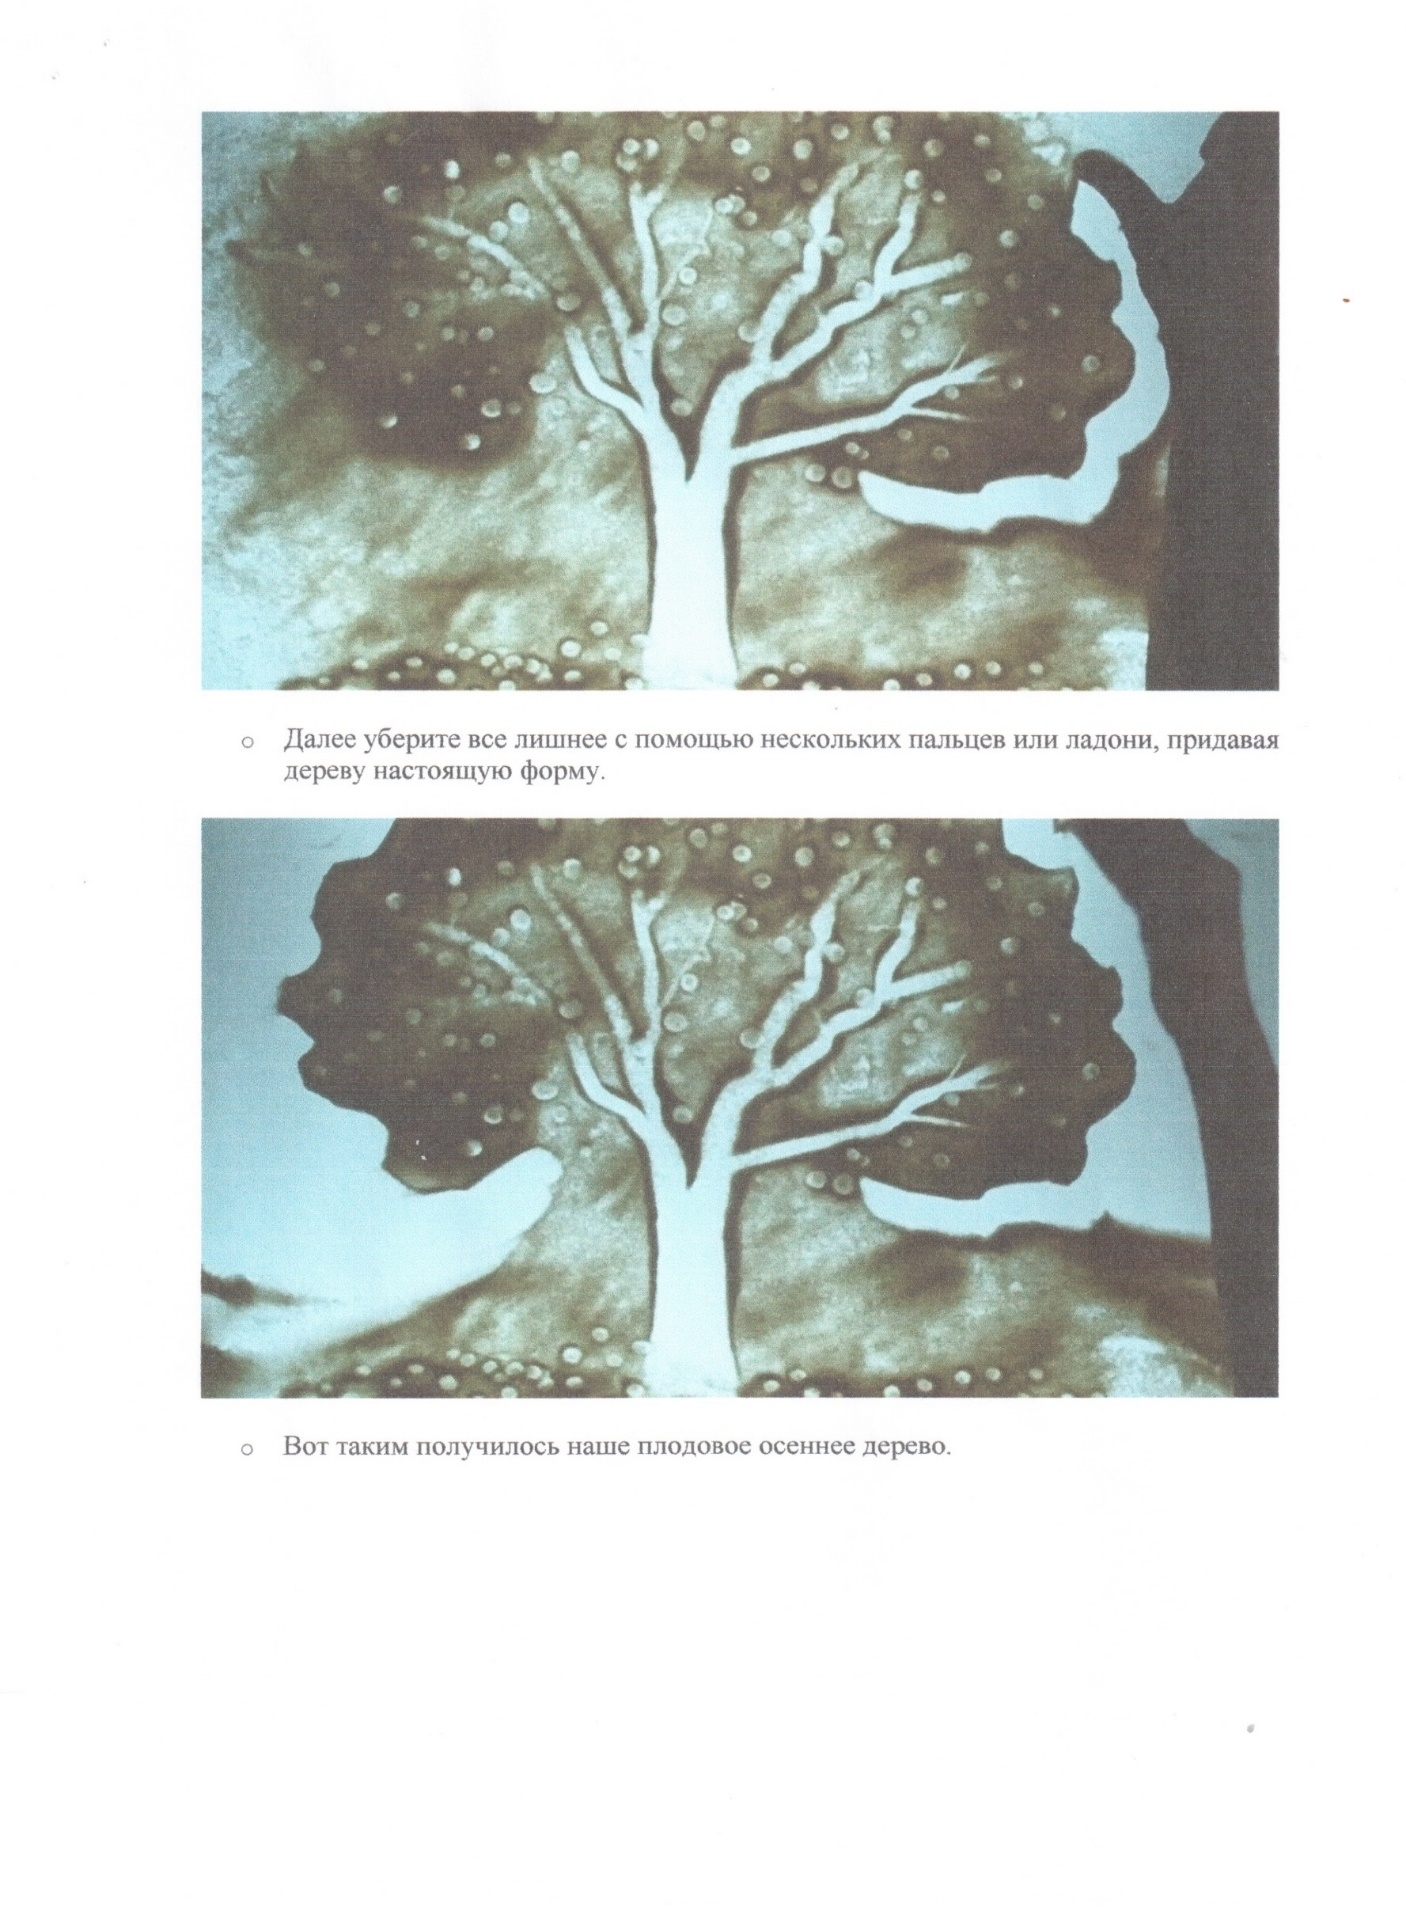 Далее уберите все лишнее с помощью нескольких пальцев или ладони, придавая
дереву настоящую форму.
Вот таким получилось наше плодовое осеннее дерево.